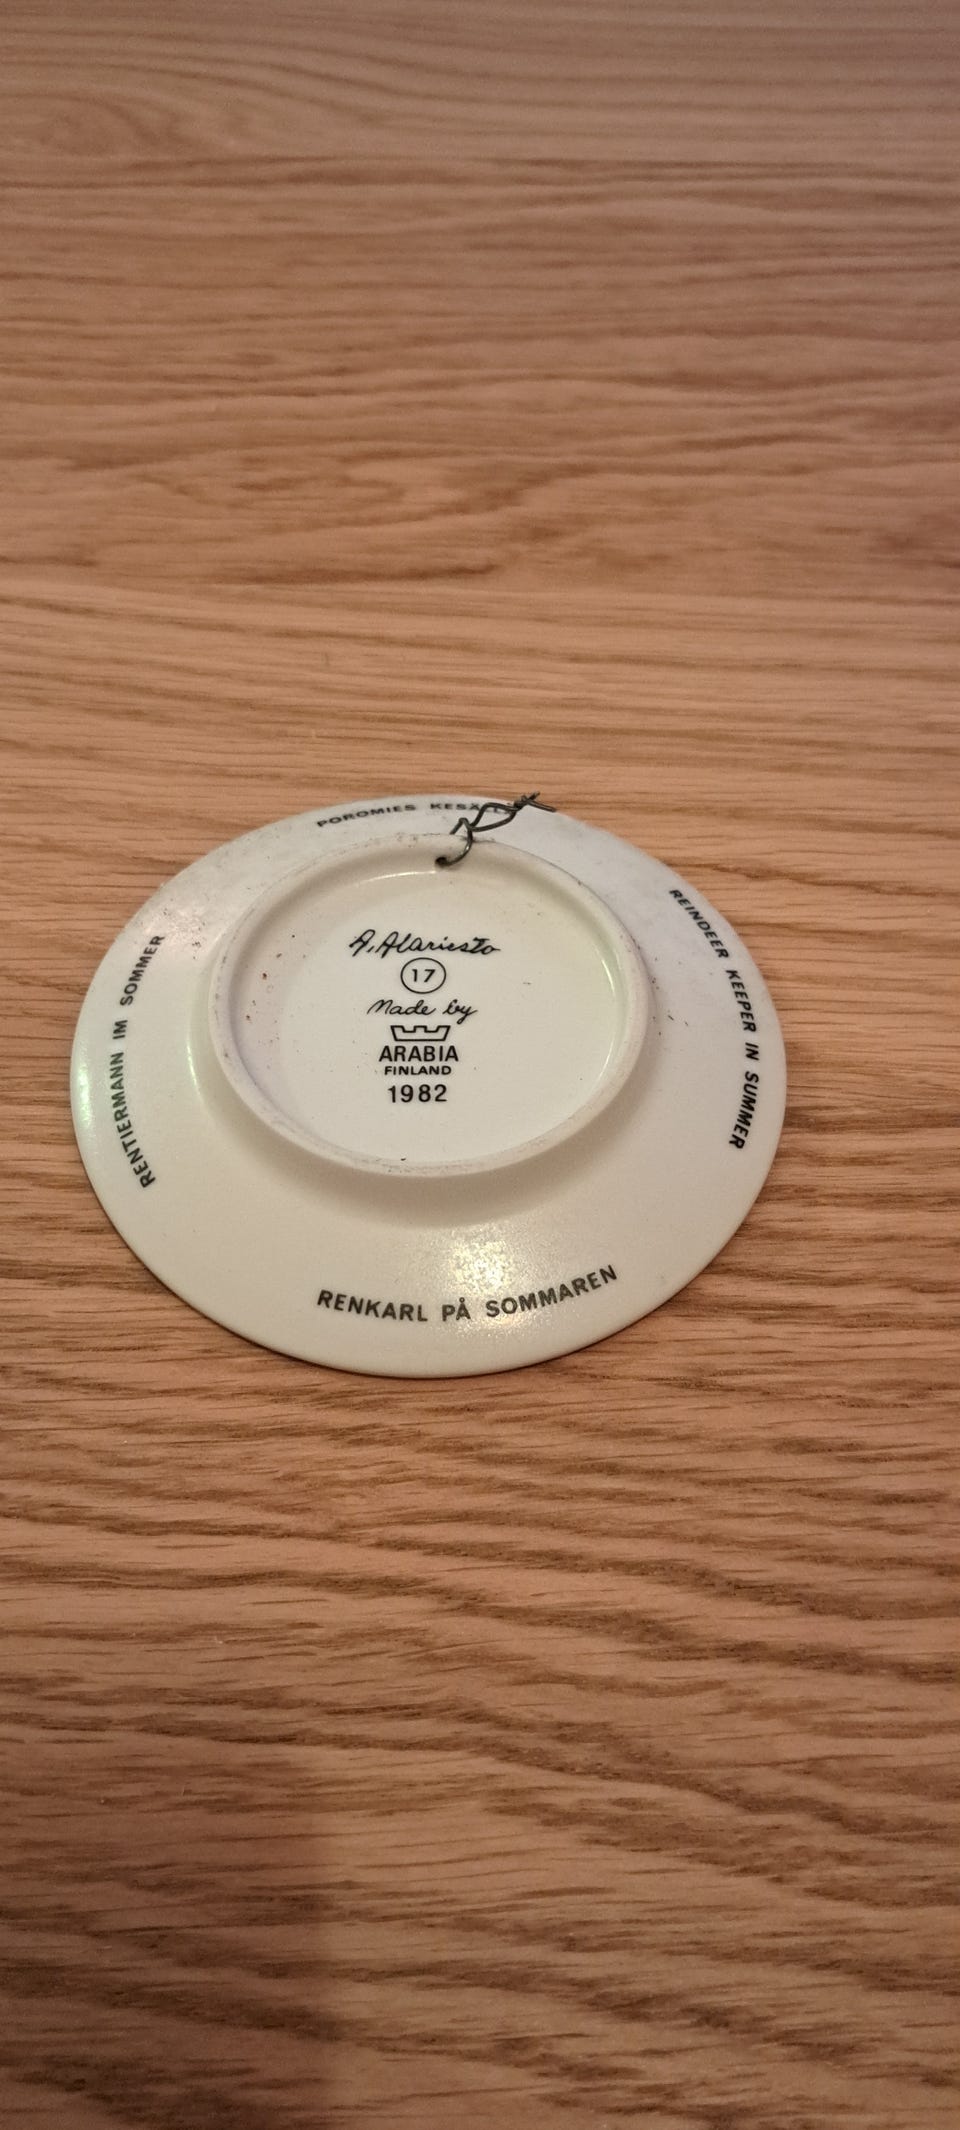 POROMIES
REINDEER KEEPER IN SUMMER
RENTIERMANN IM SOMMER
A. Alariesto
17
Made by
ARABIA
FINLAND
1982
RENKARL PÅ SOMMAREN